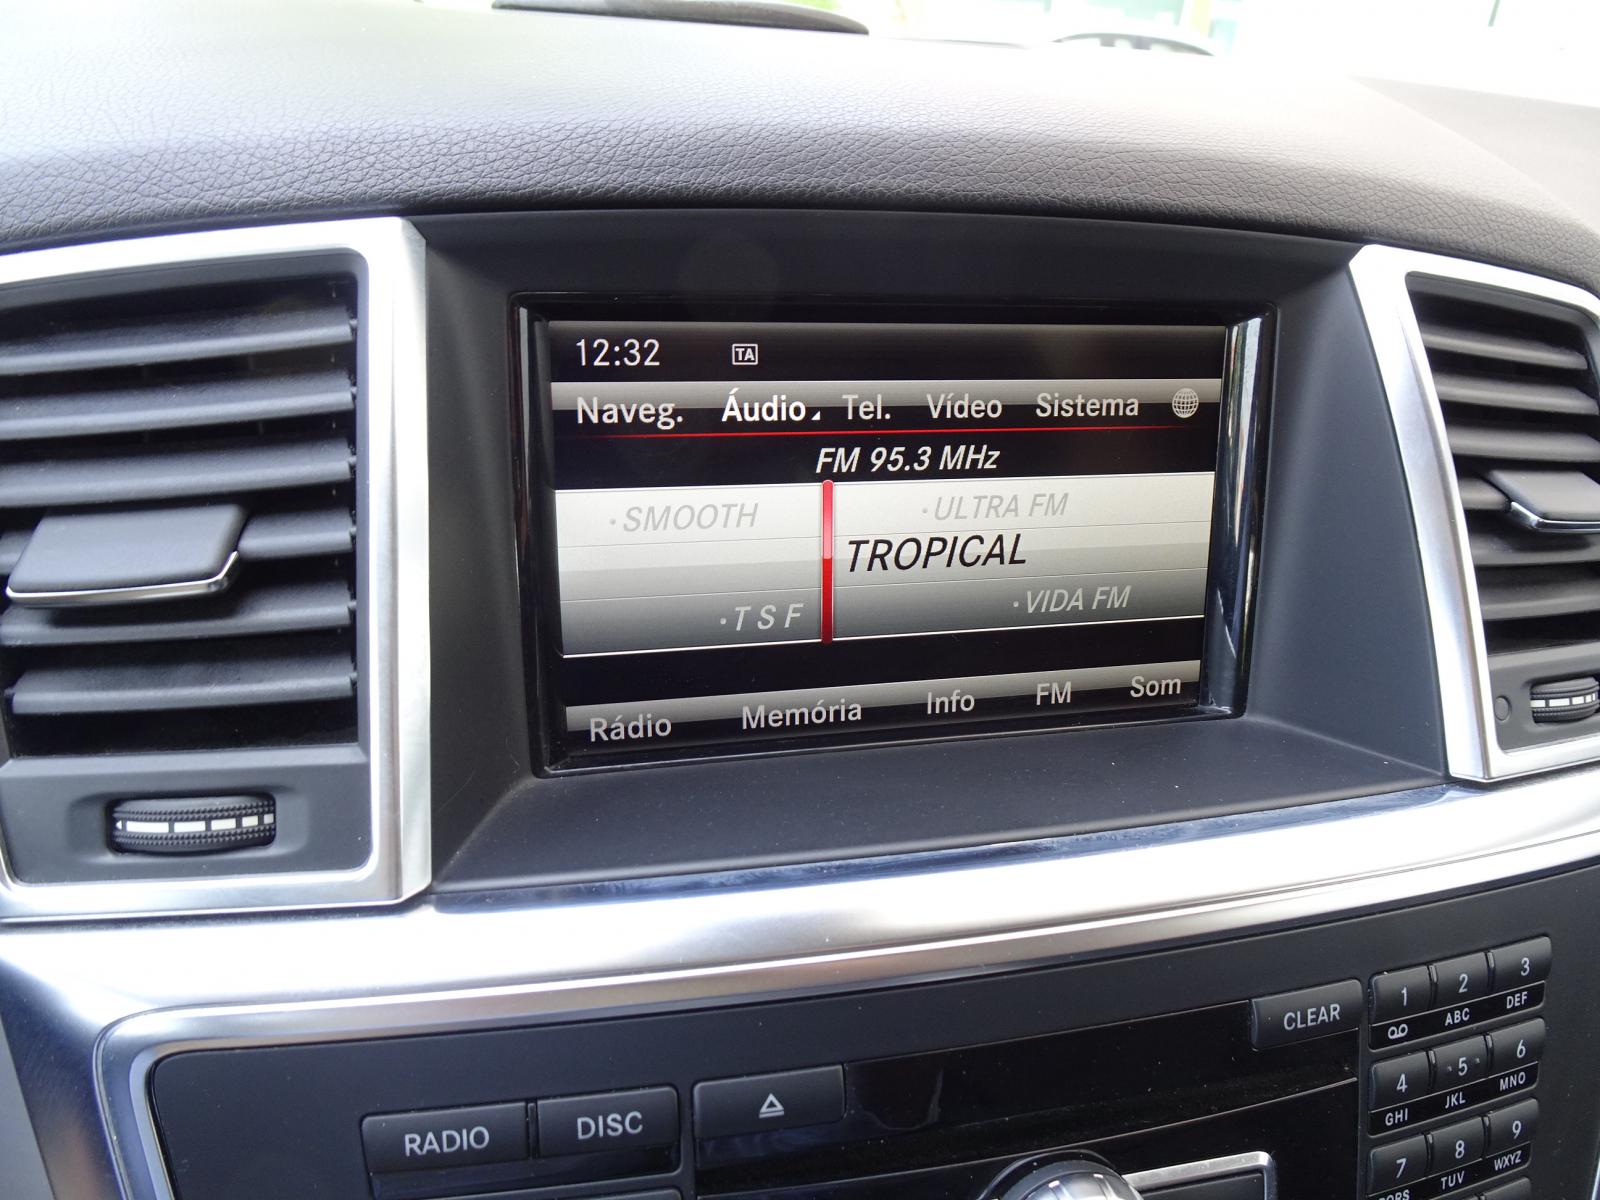 12:32 TA
Naveg. Áudio Tel. Vídeo Sistema
FM 95.3 MHz
·SMOOTH ·ULTRA FM
TROPICAL
·T S F ·VIDA FM
Rádio Memória Info FM Som
CLEAR
1 2 3
ABC DEF
4 5 6
GHI JKL MNO
7 8 9
PQRS TUV WXYZ
RADIO DISC